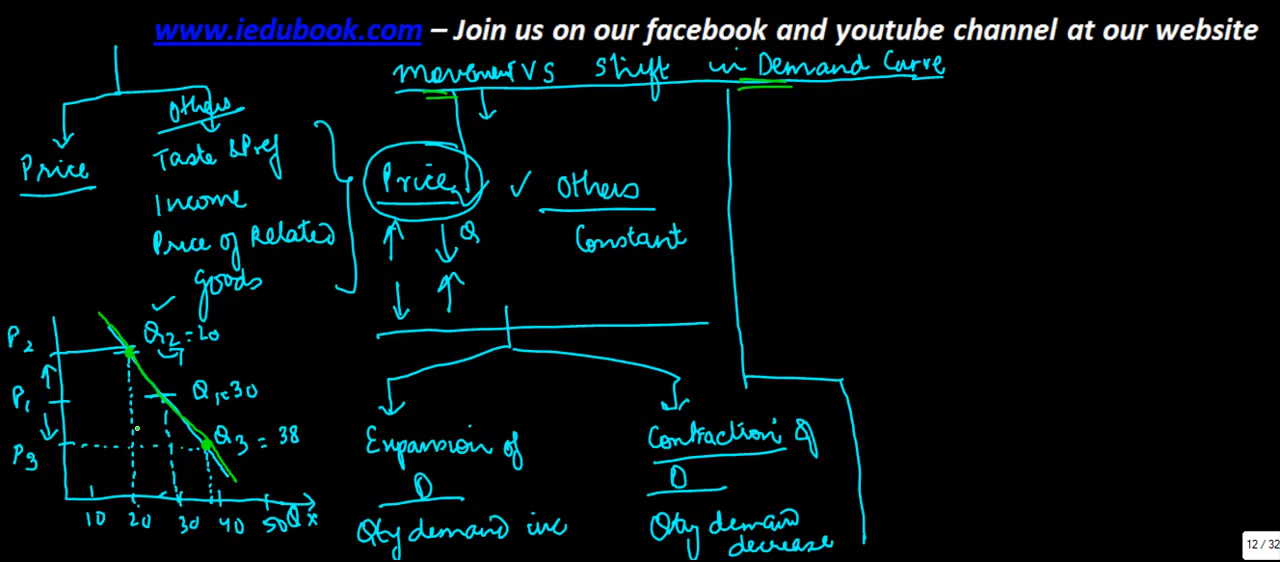 www.iedubook.com – Join us on our facebook and youtube channel at our website
Movement VS Shift in Demand Curve
Price
Others
Taste & Pref
Income
Price of Related
goods
Price
Q
Others
Constant
P2
P1
P3
Q2 = 20
Q1 = 30
Q3 = 38
10 20 30 40 50 Qx
Expansion of
D
Qty demand inc
Contraction of
D
Qty demand
decrease
12 / 32